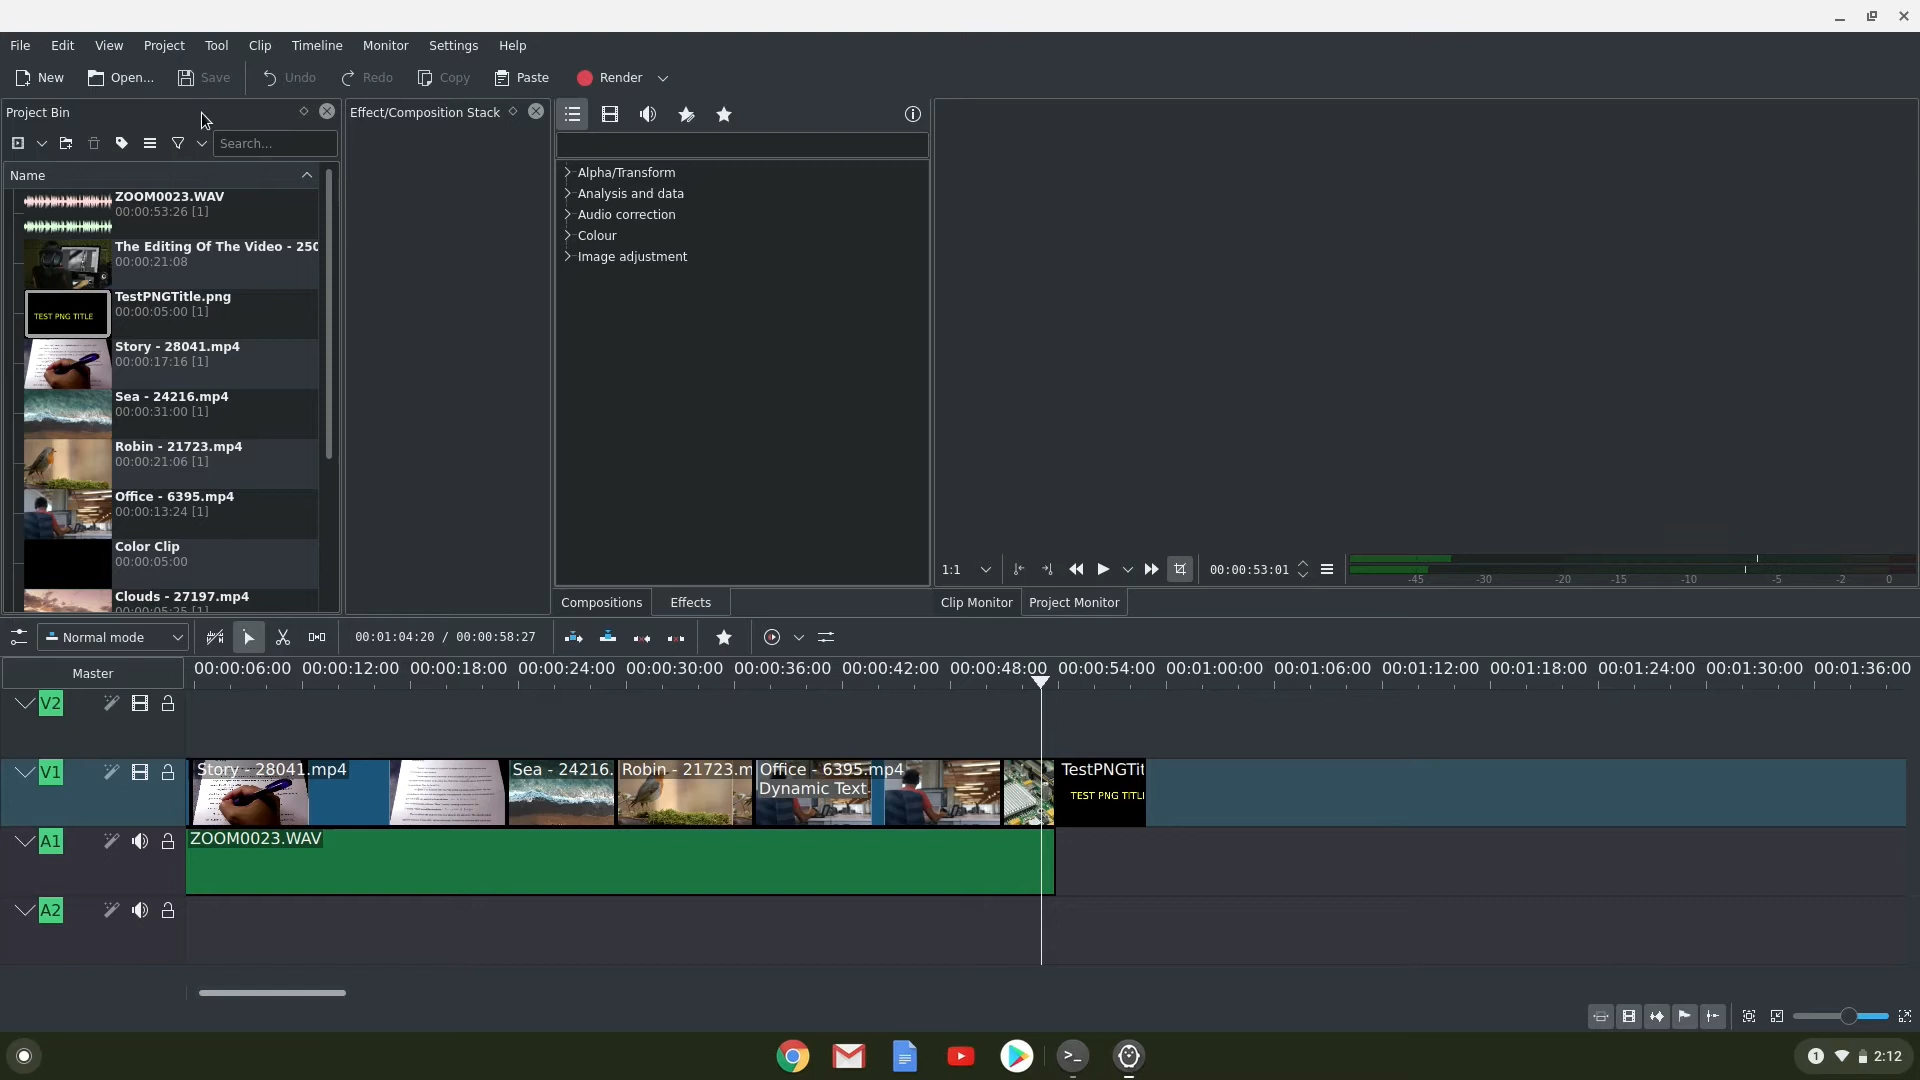 File Edit View Project Tool Clip Timeline Monitor Settings Help
New Open... Save Undo Redo Copy Paste Render
Project Bin
Search...
Name
ZOOM0023.WAV
00:00:53:26 [1]
The Editing Of The Video - 250
00:00:21:08
TEST PNG TITLE
TestPNGTitle.png
00:00:05:00 [1]
Story - 28041.mp4
00:00:17:16 [1]
Sea - 24216.mp4
00:00:31:00 [1]
Robin - 21723.mp4
00:00:21:06 [1]
Office - 6395.mp4
00:00:13:24 [1]
Color Clip
00:00:05:00
Clouds - 27197.mp4
00:00:05:25 [1]
Effect/Composition Stack
Alpha/Transform
Analysis and data
Audio correction
Colour
Image adjustment
Compositions Effects
1:1 00:00:53:01
-45 -30 -20 -15 -10 -5 -2 0
Clip Monitor Project Monitor
Normal mode 00:01:04:20 / 00:00:58:27
Master 00:00:06:00 00:00:12:00 00:00:18:00 00:00:24:00 00:00:30:00 00:00:36:00 00:00:42:00 00:00:48:00 00:00:54:00 00:01:00:00 00:01:06:00 00:01:12:00 00:01:18:00 00:01:24:00 00:01:30:00 00:01:36:00
V2
V1
Story - 28041.mp4 Sea - 24216. Robin - 21723.m Office - 6395.mp4 TestPNGTit
Dynamic Text
TEST PNG TITLI
A1
ZOOM0023.WAV
A2
1 2:12